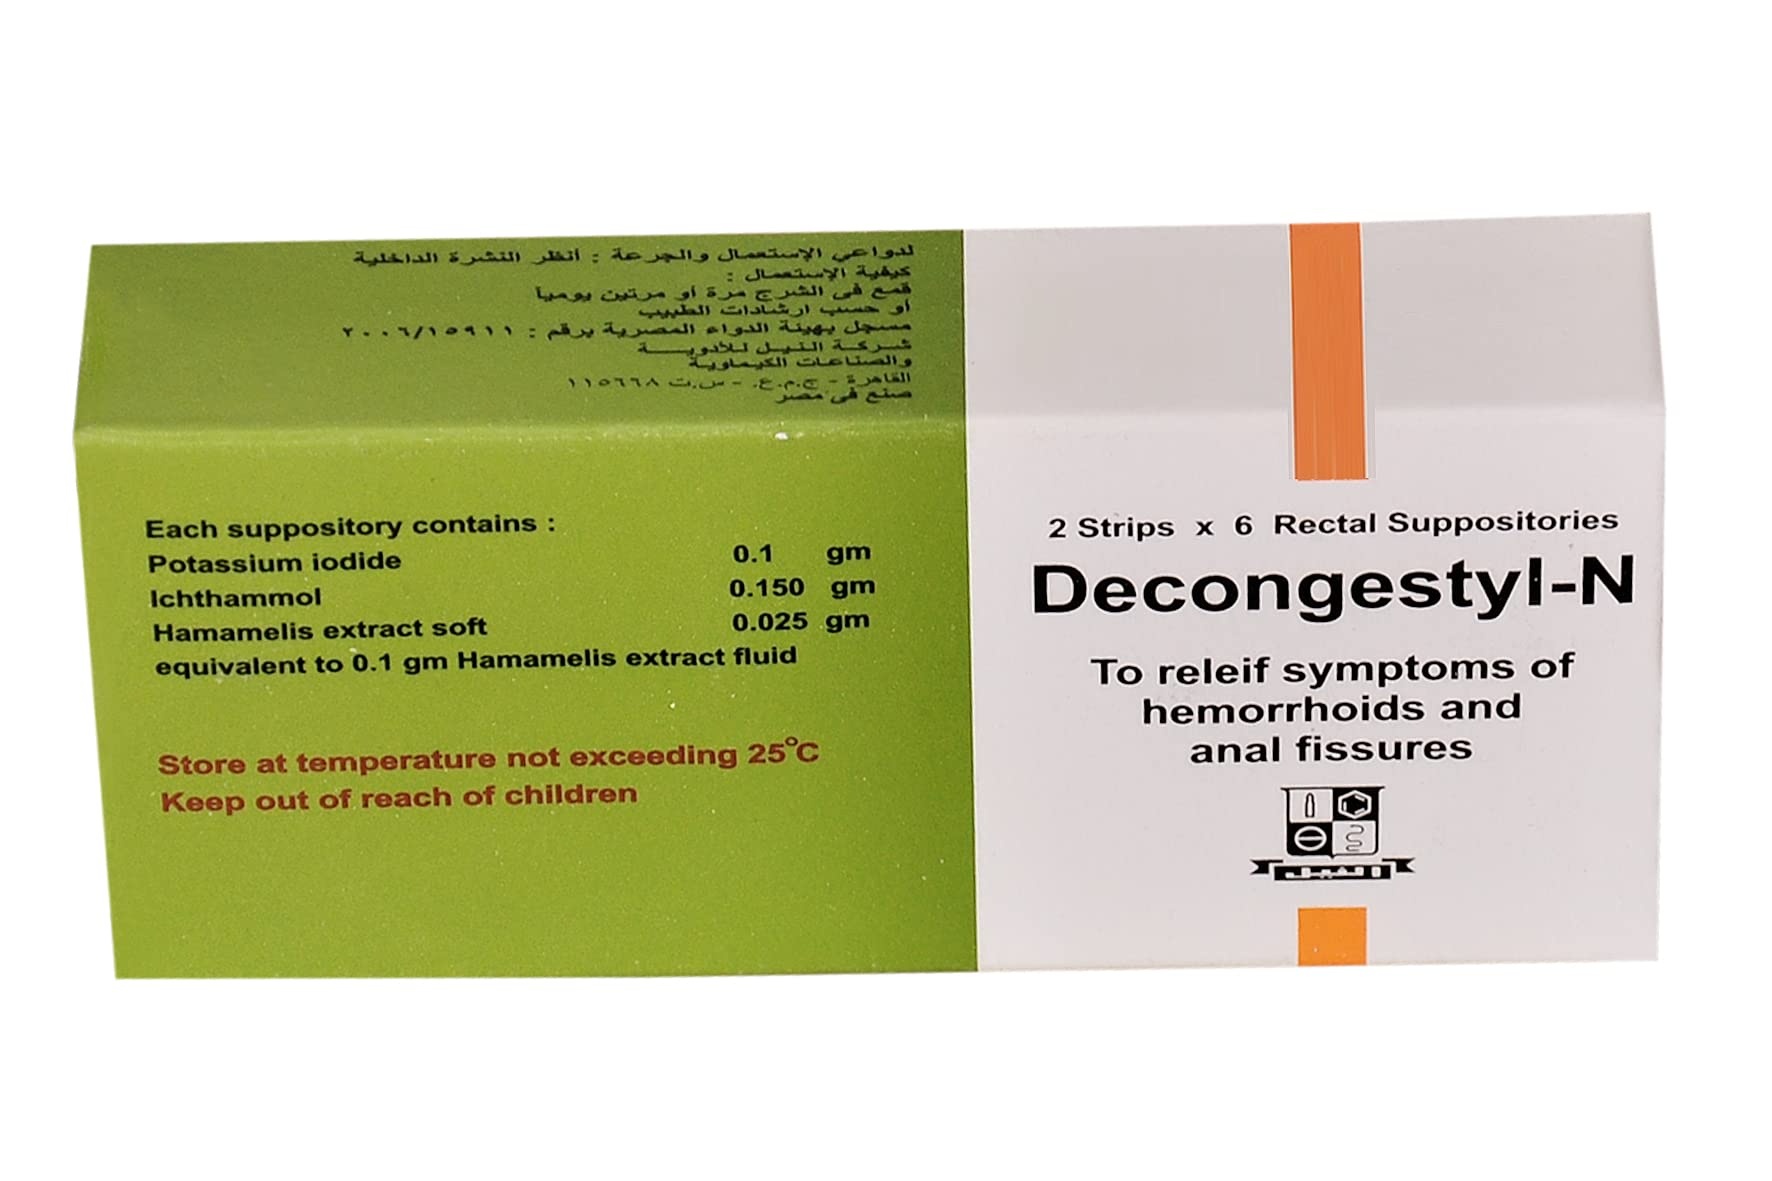 لدواعي الإستعمال والجرعة : أنظر النشرة الداخلية
كيفية الإستعمال :
قمع فى الشرج مرة أو مرتين يومياً
أو حسب ارشادات الطبيب
مسجل بهيئة الدواء المصرية برقم : ٢٠٠٦/١٥٩١١
شركة النيل للأدوية
والصناعات الكيماوية
القاهرة - ج.م.ع. - س.ت ١١٥٦٦٨
صنع فى مصر
Each suppository contains :
Potassium iodide 0.1 gm
Ichthammol 0.150 gm
Hamamelis extract soft 0.025 gm
equivalent to 0.1 gm Hamamelis extract fluid
Store at temperature not exceeding 25°C
Keep out of reach of children
2 Strips x 6 Rectal Suppositories
Decongestyl-N
To releif symptoms of
hemorrhoids and
anal fissures
النيل